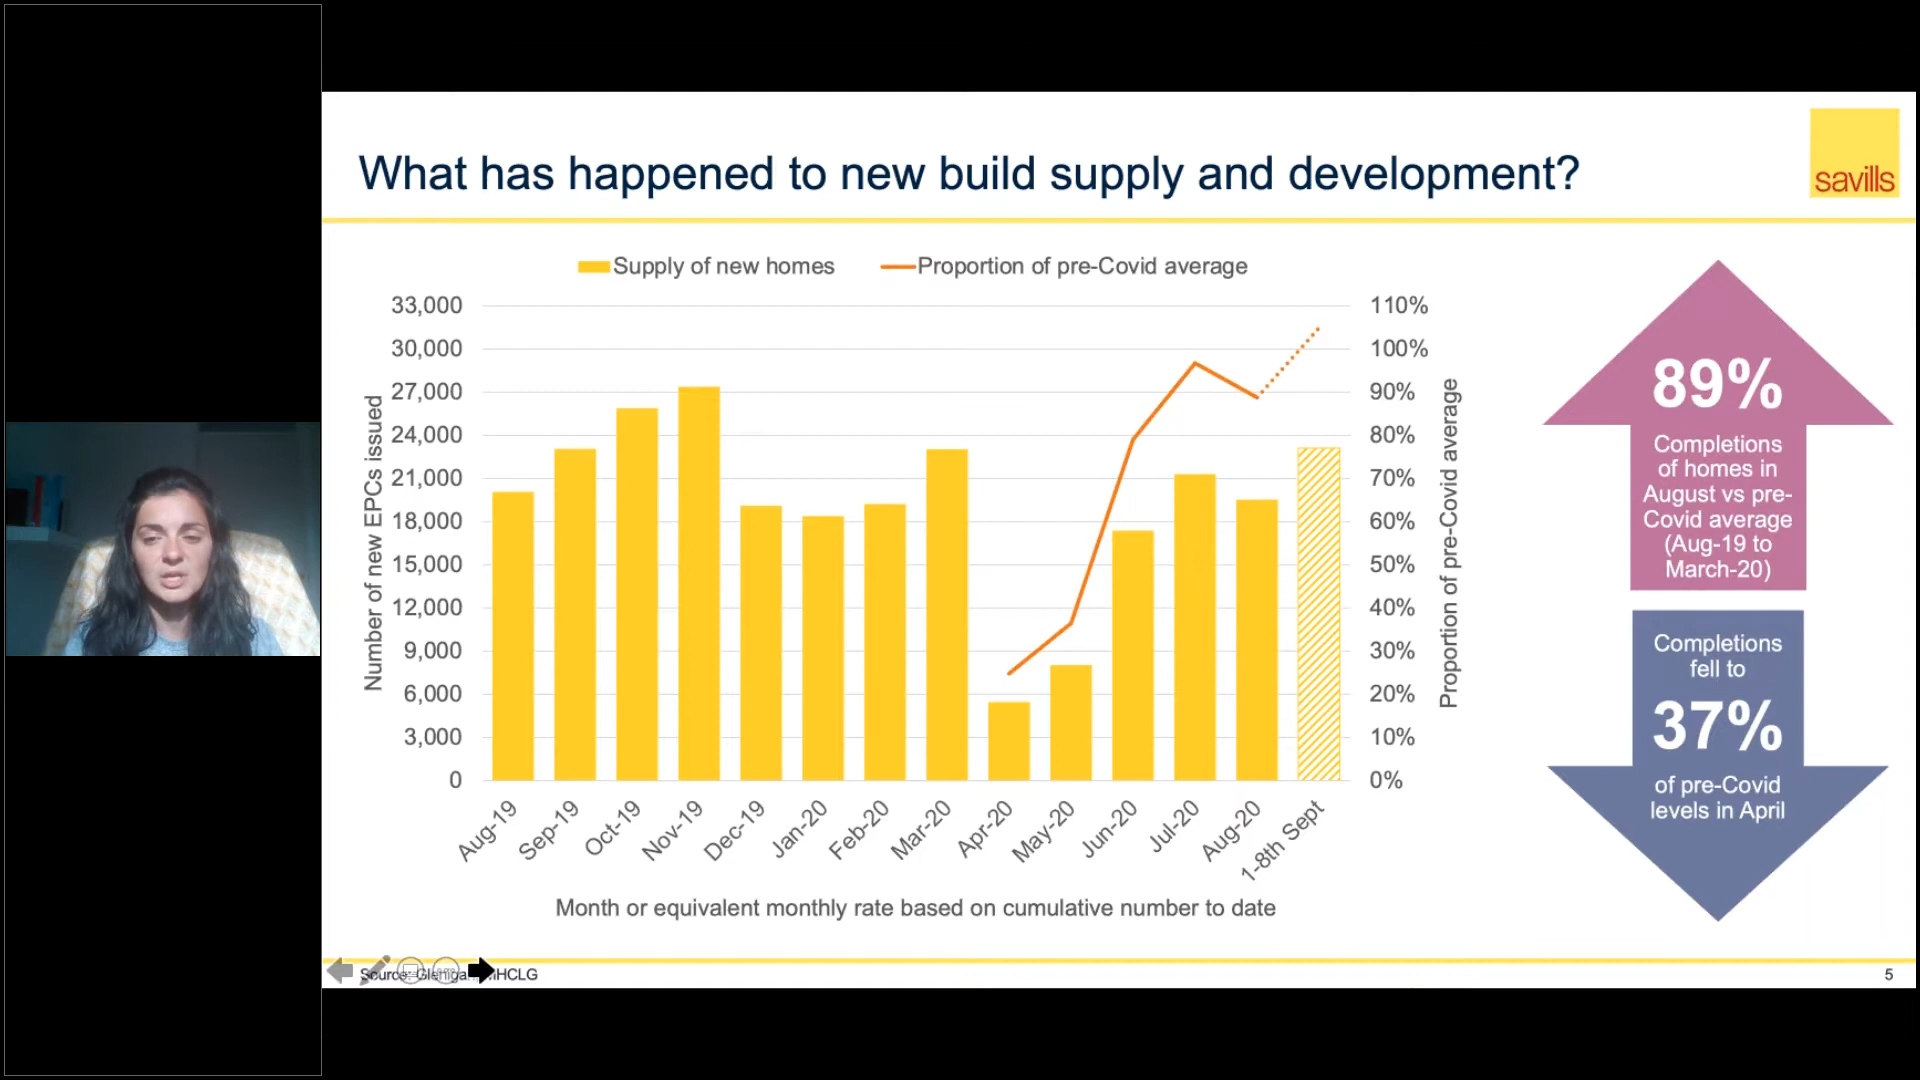 What has happened to new build supply and development?
savills
Supply of new homes
Proportion of pre-Covid average
33,000
30,000
27,000
24,000
21,000
18,000
15,000
12,000
9,000
6,000
3,000
0
Number of new EPCs issued
110%
100%
90%
80%
70%
60%
50%
40%
30%
20%
10%
0%
Proportion of pre-Covid average
Aug-19
Sep-19
Oct-19
Nov-19
Dec-19
Jan-20
Feb-20
Mar-20
Apr-20
May-20
Jun-20
Jul-20
Aug-20
1-8th Sept
Month or equivalent monthly rate based on cumulative number to date
89%
Completions
of homes in
August vs pre-
Covid average
(Aug-19 to
March-20)
Completions
fell to
37%
of pre-Covid
levels in April
Source: HCLG
5